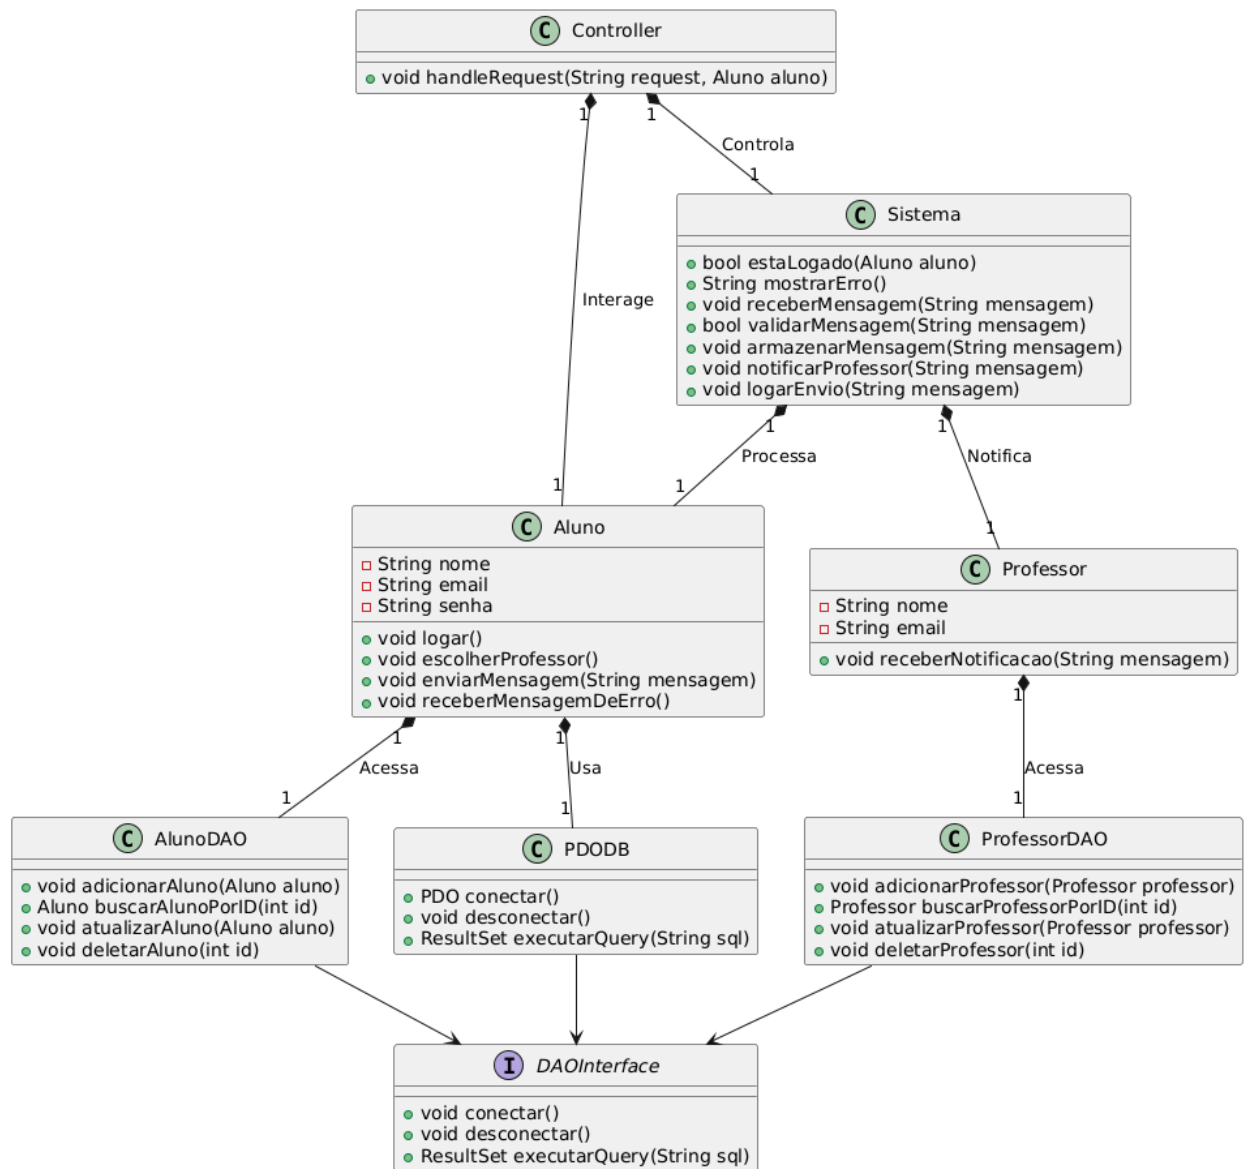 C Controller
void handleRequest(String request, Aluno aluno)
1
1
Controla
1
C Sistema
bool estaLogado(Aluno aluno)
String mostrarErro()
void receberMensagem(String mensagem)
bool validarMensagem(String mensagem)
void armazenarMensagem(String mensagem)
void notificarProfessor(String mensagem)
void logarEnvio(String mensagem)
Interage
1
1
Processa
Notifica
1
1
1
C Aluno
String nome
String email
String senha
void logar()
void escolherProfessor()
void enviarMensagem(String mensagem)
void receberMensagemDeErro()
C Professor
String nome
String email
void receberNotificacao(String mensagem)
1
1
1
Acessa
Usa
Acessa
1
1
1
C AlunoDAO
void adicionarAluno(Aluno aluno)
Aluno buscarAlunoPorID(int id)
void atualizarAluno(Aluno aluno)
void deletarAluno(int id)
C PDODB
PDO conectar()
void desconectar()
ResultSet executarQuery(String sql)
C ProfessorDAO
void adicionarProfessor(Professor professor)
Professor buscarProfessorPorID(int id)
void atualizarProfessor(Professor professor)
void deletarProfessor(int id)
I DAOInterface
void conectar()
void desconectar()
ResultSet executarQuery(String sql)